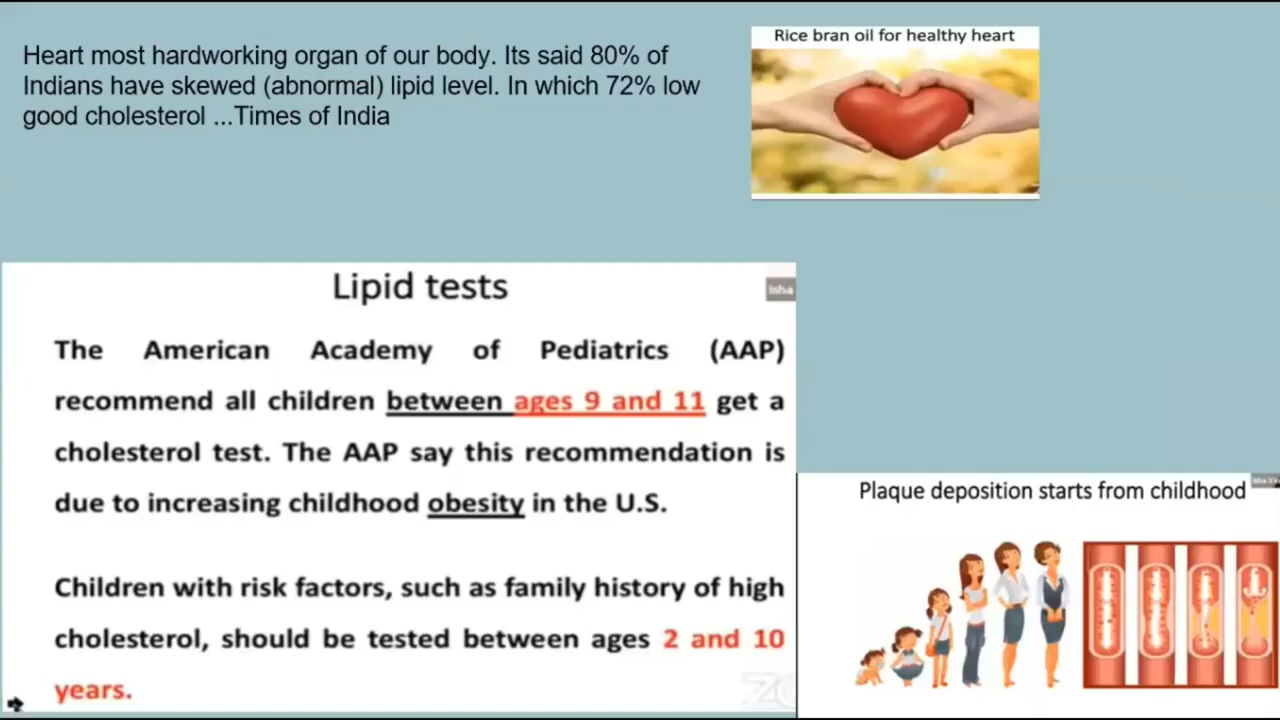 Heart most hardworking organ of our body. Its said 80% of
Indians have skewed (abnormal) lipid level. In which 72% low
good cholesterol ...Times of India
Rice bran oil for healthy heart
Lipid tests
Isha
The American Academy of Pediatrics (AAP)
recommend all children between ages 9 and 11 get a
cholesterol test. The AAP say this recommendation is
due to increasing childhood obesity in the U.S.
Children with risk factors, such as family history of high
cholesterol, should be tested between ages 2 and 10
years.
Plaque deposition starts from childhood